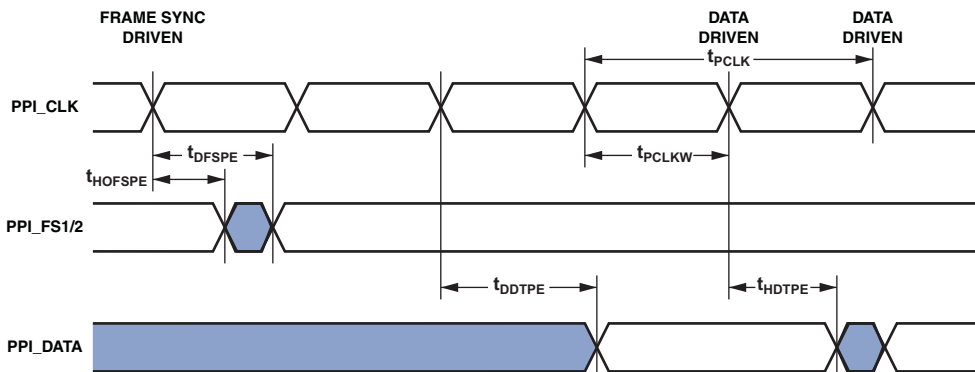 FRAME SYNC
DRIVEN
DATA
DRIVEN
DATA
DRIVEN
tPCLK
PPI_CLK
tDFSPE
tPCLKW
tHOFSPE
PPI_FS1/2
tDDTPE
tHDTPE
PPI_DATA